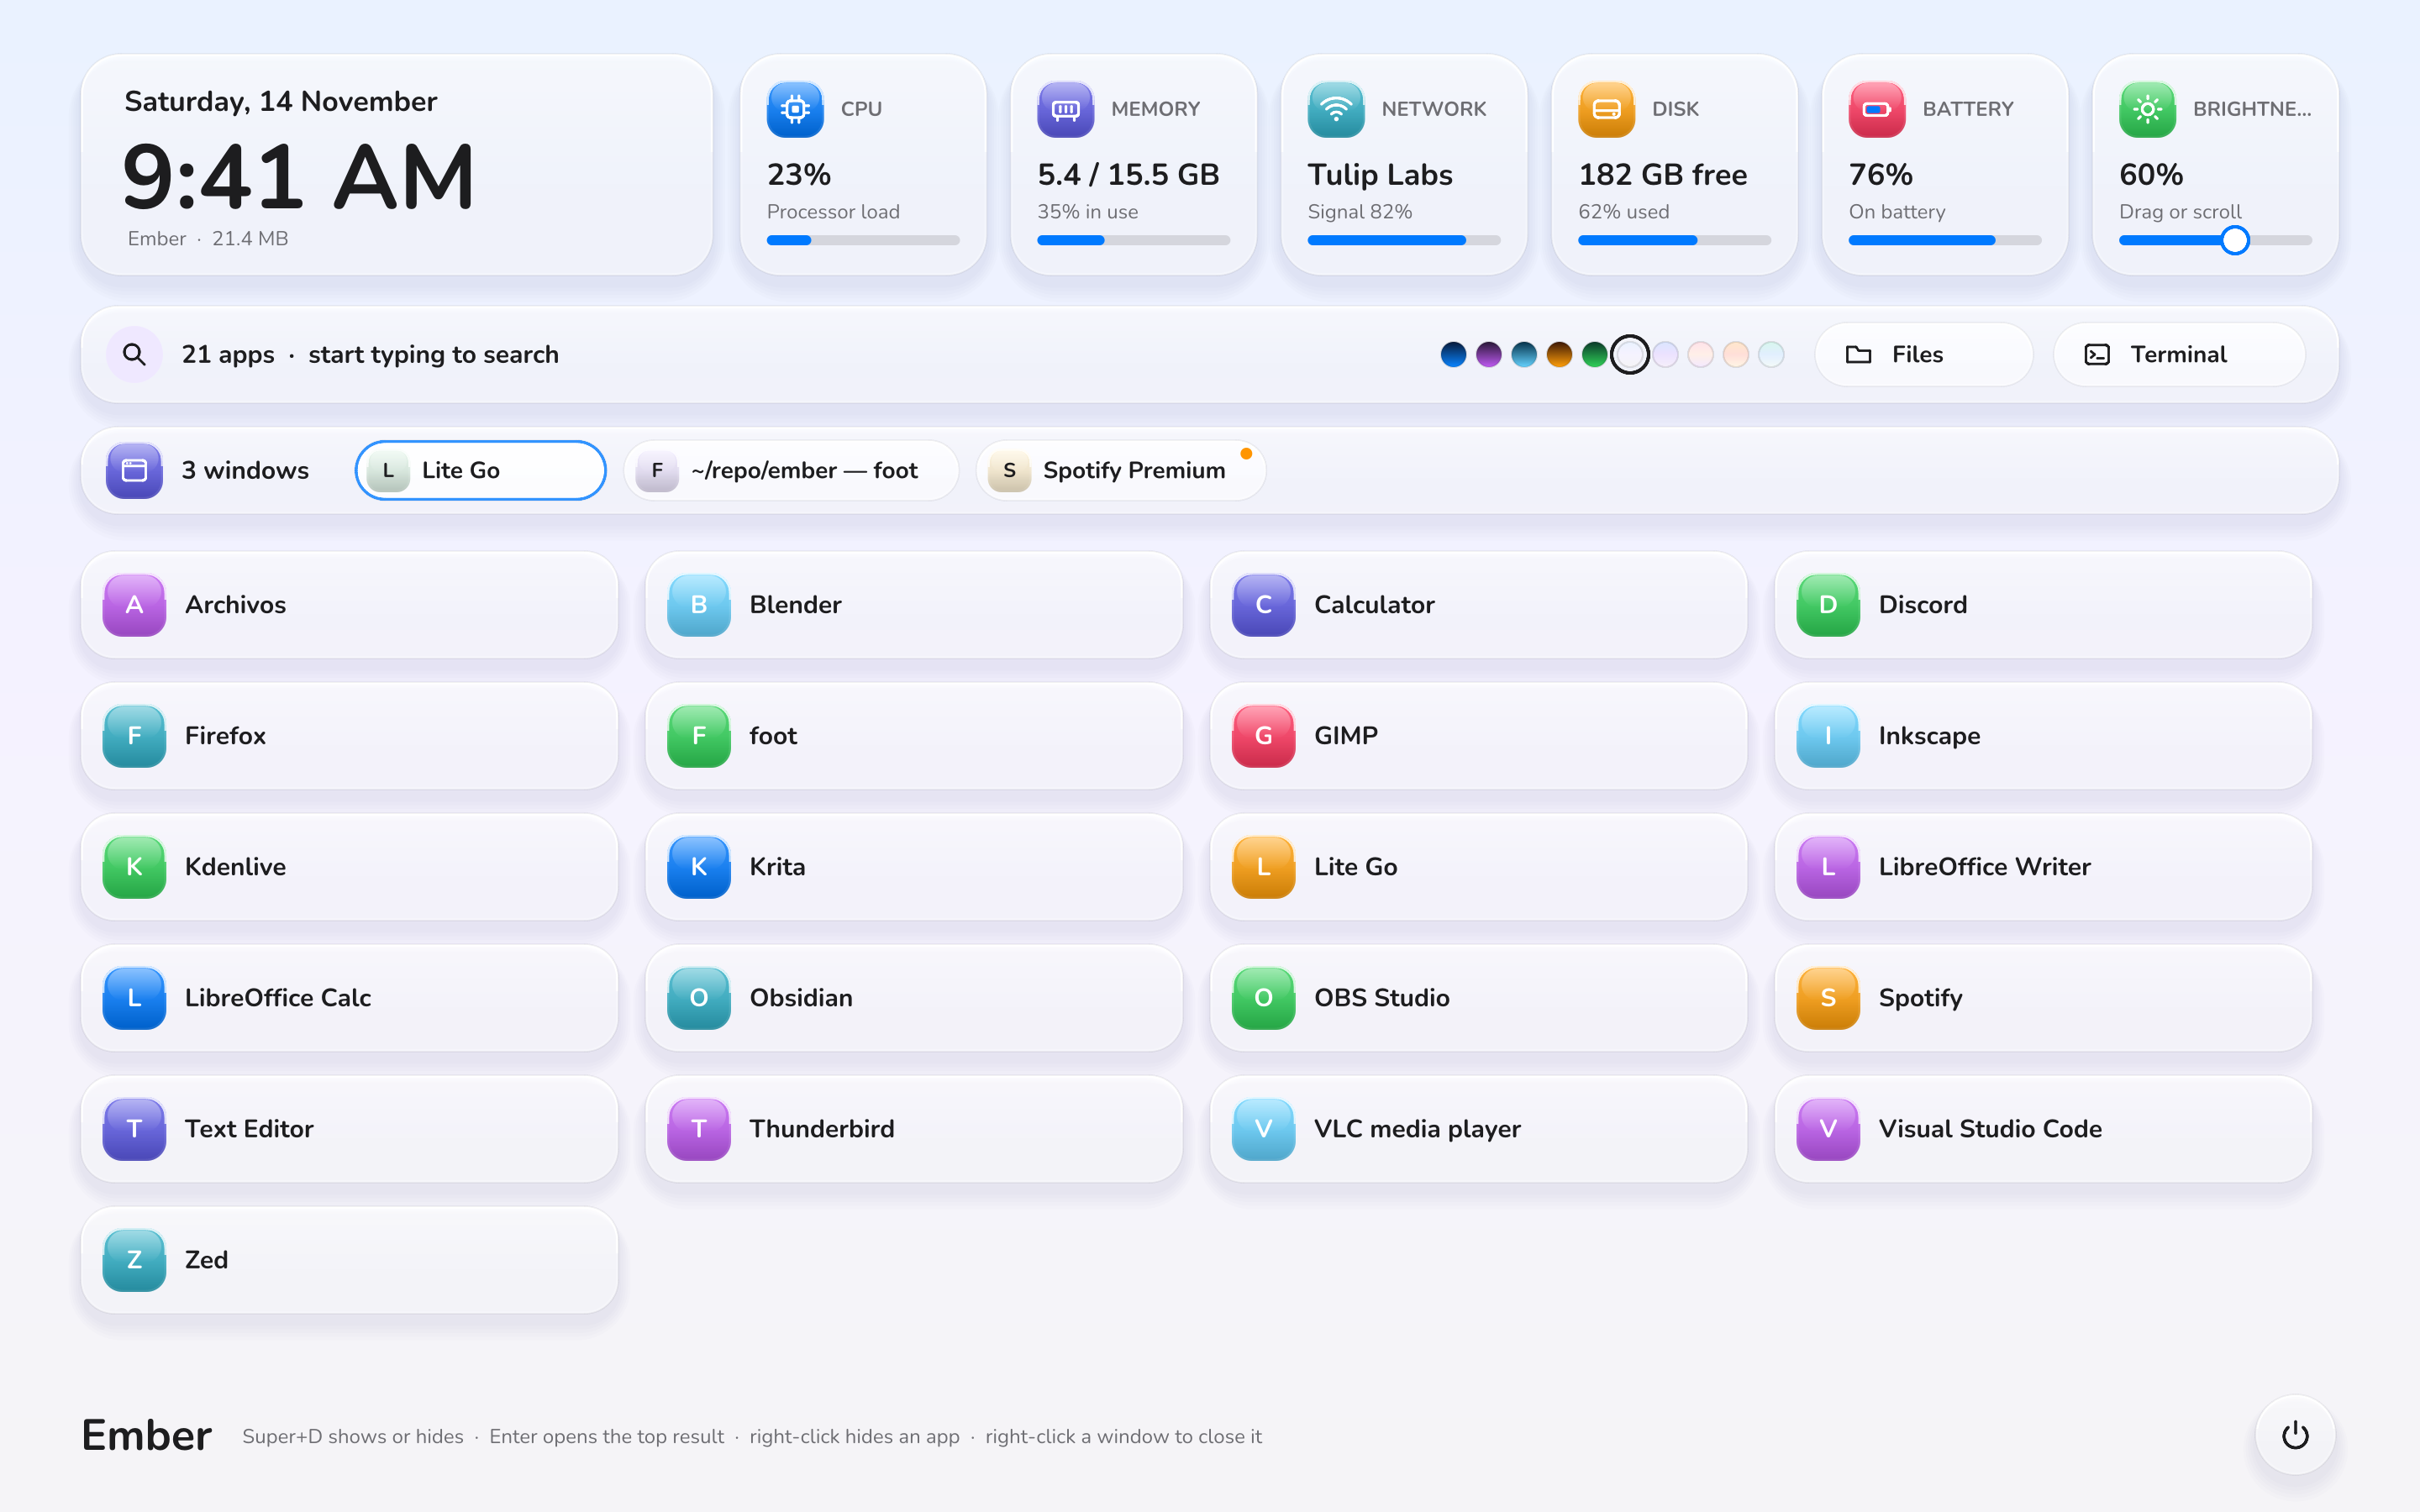 Saturday, 14 November
9:41 AM
Ember · 21.4 MB
CPU
23%
Processor load
MEMORY
5.4 / 15.5 GB
35% in use
NETWORK
Tulip Labs
Signal 82%
DISK
182 GB free
62% used
BATTERY
76%
On battery
BRIGHTNE...
60%
Drag or scroll
21 apps · start typing to search
Files
Terminal
3 windows
L Lite Go
F ~/repo/ember — foot
S Spotify Premium
A Archivos
B Blender
C Calculator
D Discord
F Firefox
F foot
G GIMP
I Inkscape
K Kdenlive
K Krita
L Lite Go
L LibreOffice Writer
L LibreOffice Calc
O Obsidian
O OBS Studio
S Spotify
T Text Editor
T Thunderbird
V VLC media player
V Visual Studio Code
Z Zed
Ember
Super+D shows or hides · Enter opens the top result · right-click hides an app · right-click a window to close it